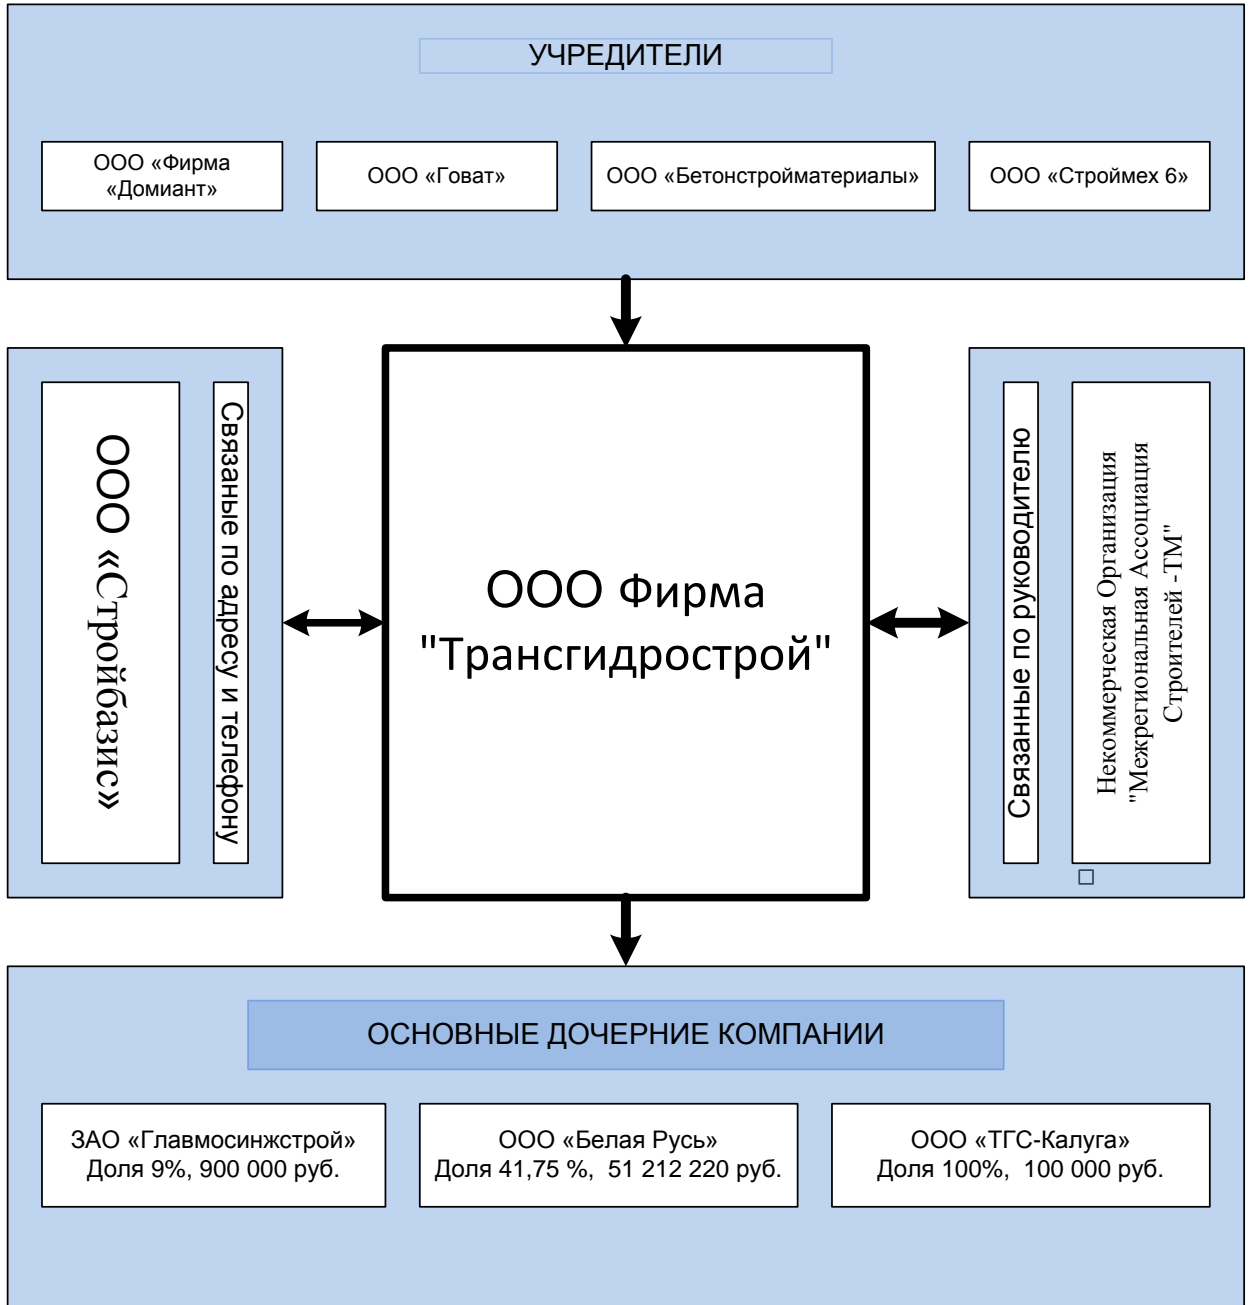 УЧРЕДИТЕЛИ
ООО «Фирма
«Домиант»
ООО «Говат»
ООО «Бетонстройматериалы»
ООО «Строймех 6»
ООО «Стройбазис»
Связаные по адресу и телефону
ООО Фирма
"Трансгидрострой"
Связанные по руководителю
Некоммерческая Организация
"Межрегиональная Ассоциация
Строителей -ТМ"
ОСНОВНЫЕ ДОЧЕРНИЕ КОМПАНИИ
ЗАО «Главмосинжстрой»
Доля 9%, 900 000 руб.
ООО «Белая Русь»
Доля 41,75 %, 51 212 220 руб.
ООО «ТГС-Калуга»
Доля 100%, 100 000 руб.